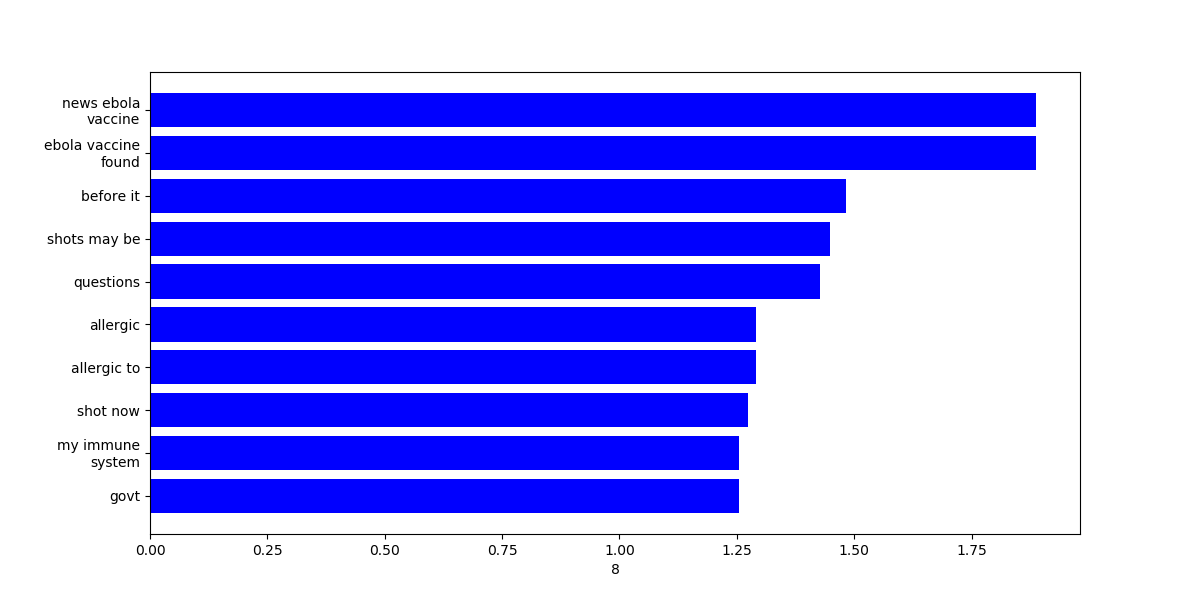 news ebola
vaccine
ebola vaccine
found
before it
shots may be
questions
allergic
allergic to
shot now
my immune
system
govt
0.00 0.25 0.50 0.75 1.00 1.25 1.50 1.75
8